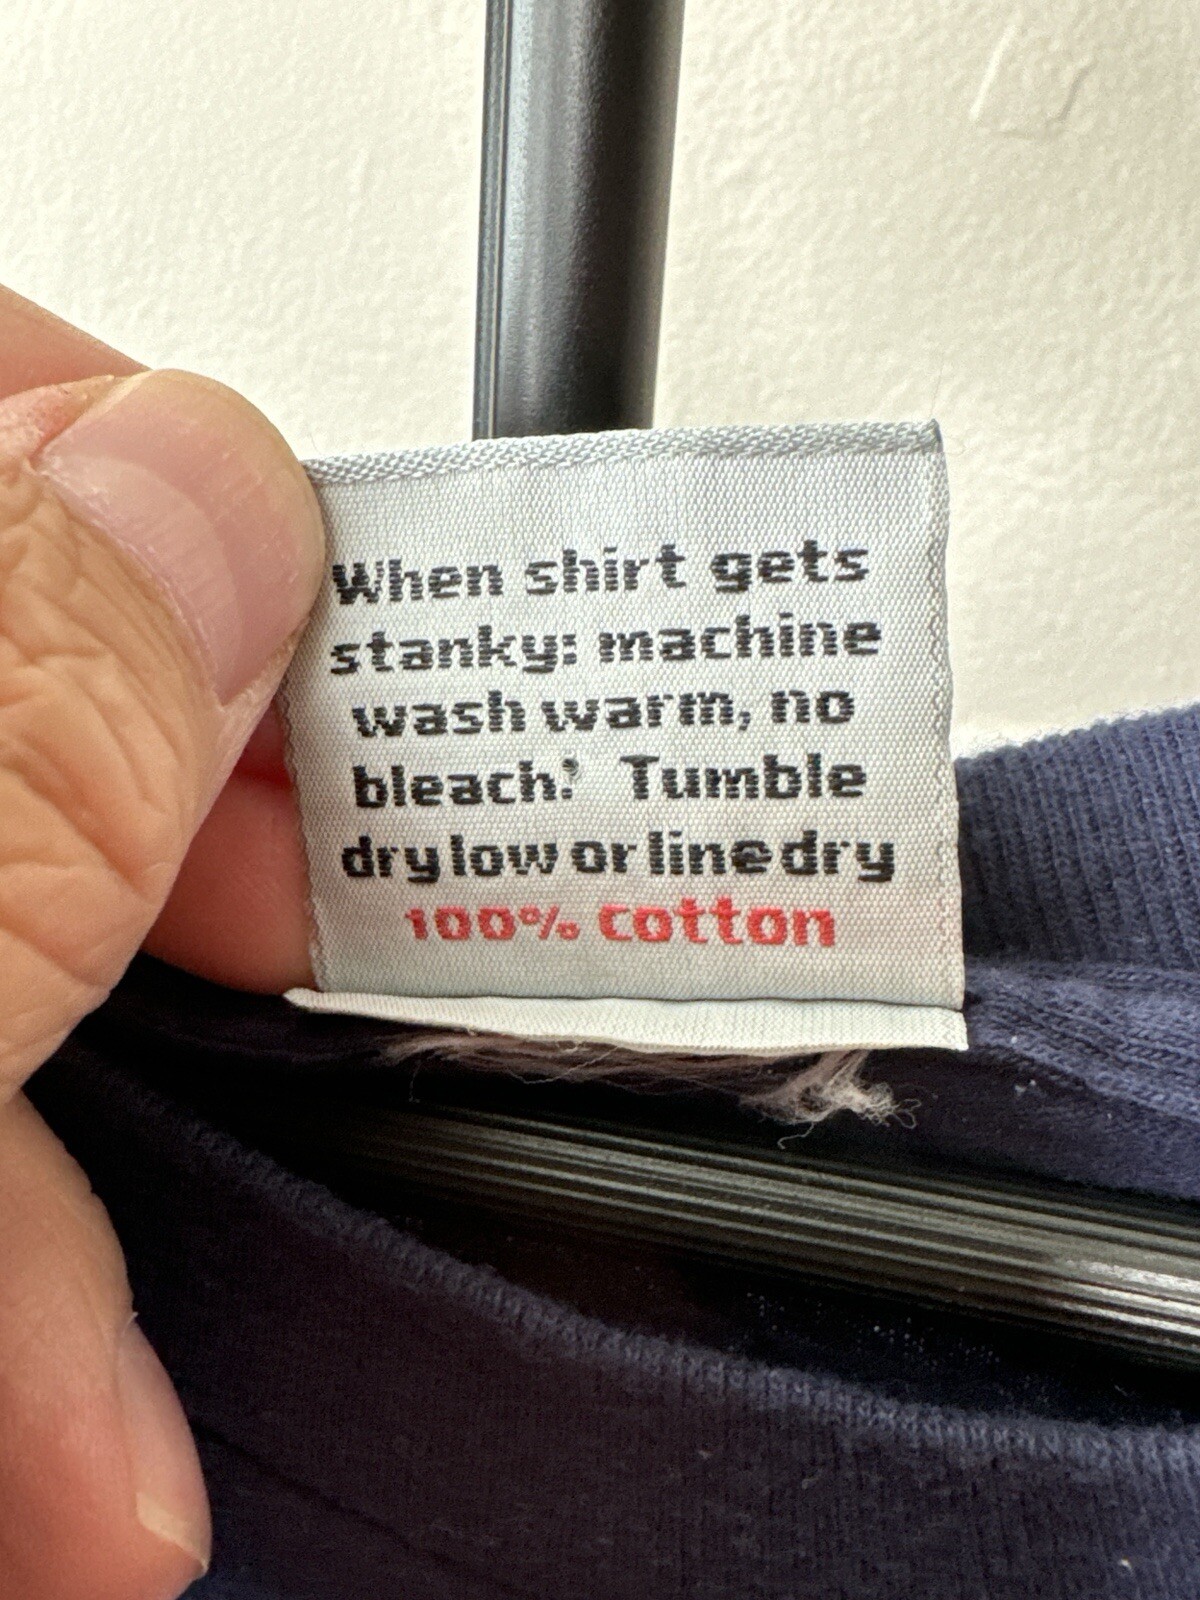 When shirt gets
stanky: machine
wash warm, no
bleach. Tumble
dry low or line dry
100% cotton